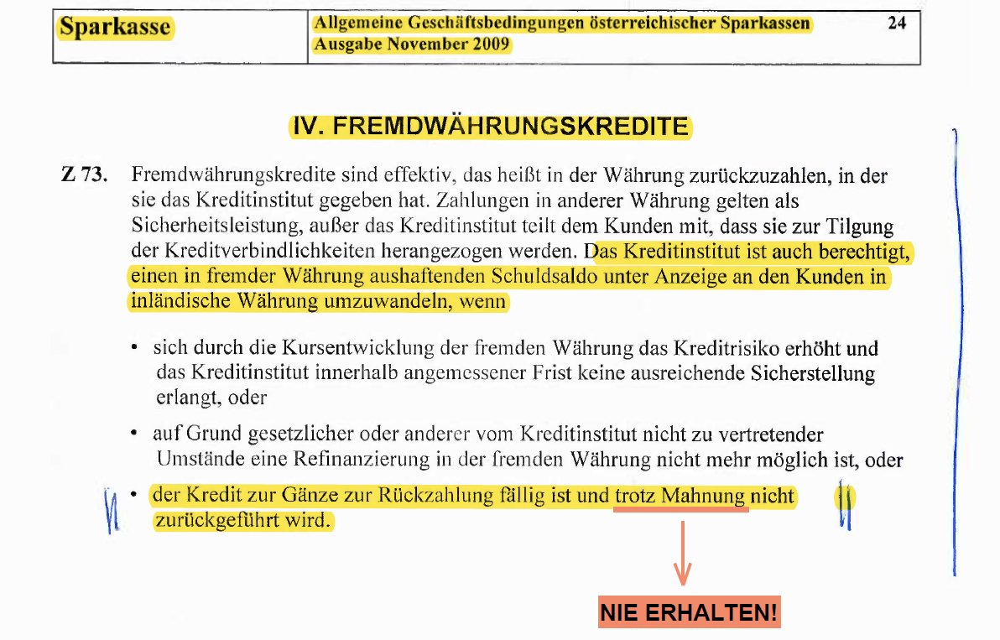 Sparkasse
Allgemeine Geschäftsbedingungen österreichischer Sparkassen
24
Ausgabe November 2009
IV. FREMDWÄHRUNGSKREDITE
Z 73. Fremdwährungskredite sind effektiv, das heißt in der Währung zurückzuzahlen, in der
sie das Kreditinstitut gegeben hat. Zahlungen in anderer Währung gelten als
Sicherheitsleistung, außer das Kreditinstitut teilt dem Kunden mit, dass sie zur Tilgung
der Kreditverbindlichkeiten herangezogen werden. Das Kreditinstitut ist auch berechtigt,
einen in fremder Währung aushaftenden Schuldsaldo unter Anzeige an den Kunden in
inländische Währung umzuwandeln, wenn
• sich durch die Kursentwicklung der fremden Währung das Kreditrisiko erhöht und
das Kreditinstitut innerhalb angemessener Frist keine ausreichende Sicherstellung
erlangt, oder
• auf Grund gesetzlicher oder anderer vom Kreditinstitut nicht zu vertretender
Umstände eine Refinanzierung in der fremden Währung nicht mehr möglich ist, oder
• der Kredit zur Gänze zur Rückzahlung fällig ist und trotz Mahnung nicht
zurückgeführt wird.
NIE ERHALTEN!